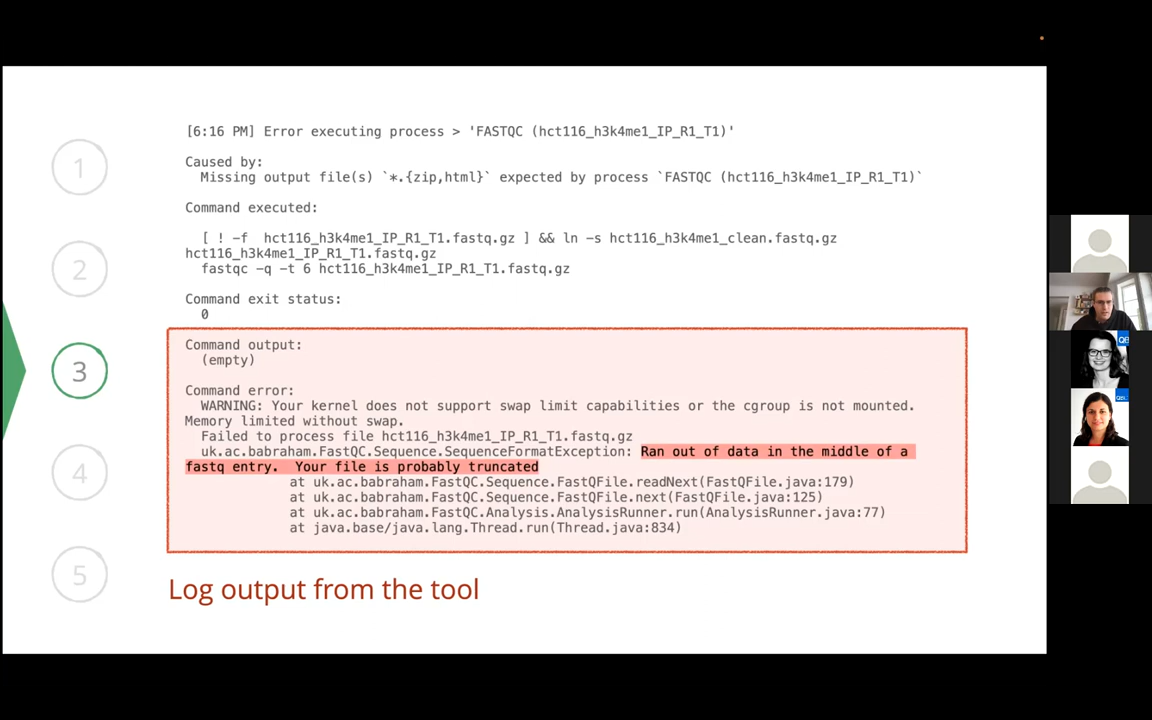 [6:16 PM] Error executing process > 'FASTQC (hct116_h3k4me1_IP_R1_T1)'
Caused by:
Missing output file(s) `*.{zip,html}` expected by process `FASTQC (hct116_h3k4me1_IP_R1_T1)`
Command executed:
[ ! -f  hct116_h3k4me1_IP_R1_T1.fastq.gz ] && ln -s hct116_h3k4me1_clean.fastq.gz
hct116_h3k4me1_IP_R1_T1.fastq.gz
fastqc -q -t 6 hct116_h3k4me1_IP_R1_T1.fastq.gz
Command exit status:
0
Command output:
(empty)
Command error:
WARNING: Your kernel does not support swap limit capabilities or the cgroup is not mounted.
Memory limited without swap.
Failed to process file hct116_h3k4me1_IP_R1_T1.fastq.gz
uk.ac.babraham.FastQC.Sequence.SequenceFormatException: Ran out of data in the middle of a
fastq entry.  Your file is probably truncated
at uk.ac.babraham.FastQC.Sequence.FastQFile.readNext(FastQFile.java:179)
at uk.ac.babraham.FastQC.Sequence.FastQFile.next(FastQFile.java:125)
at uk.ac.babraham.FastQC.Analysis.AnalysisRunner.run(AnalysisRunner.java:77)
at java.base/java.lang.Thread.run(Thread.java:834)
Log output from the tool
1
2
3
4
5